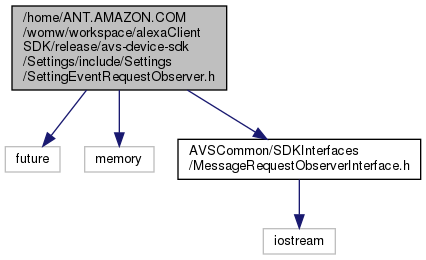 /home/ANT.AMAZON.COM
/womw/workspace/alexaClient
SDK/release/avs-device-sdk
/Settings/include/Settings
/SettingEventRequestObserver.h
future
memory
AVSCommon/SDKInterfaces
/MessageRequestObserverInterface.h
iostream